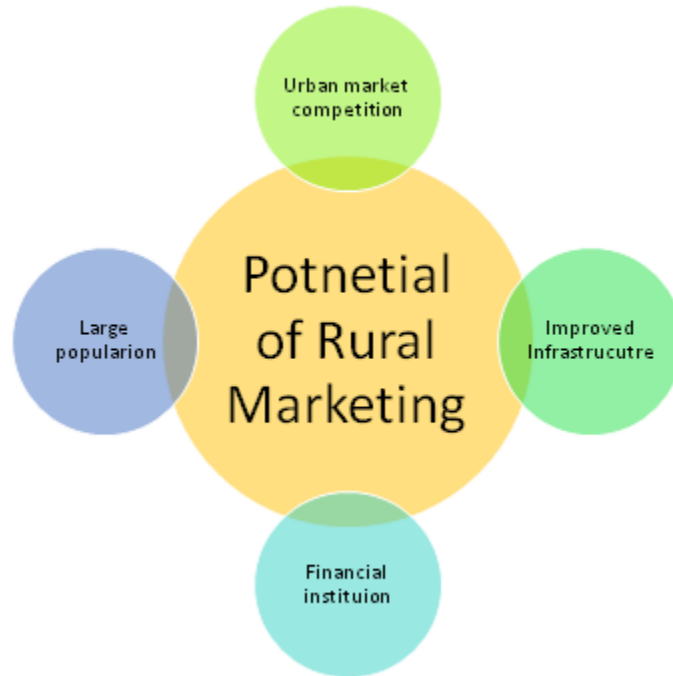 Urban market
competition
Potnetial
of Rural
Marketing
Large
popularion
Improved
Infrastrucutre
Financial
instituion